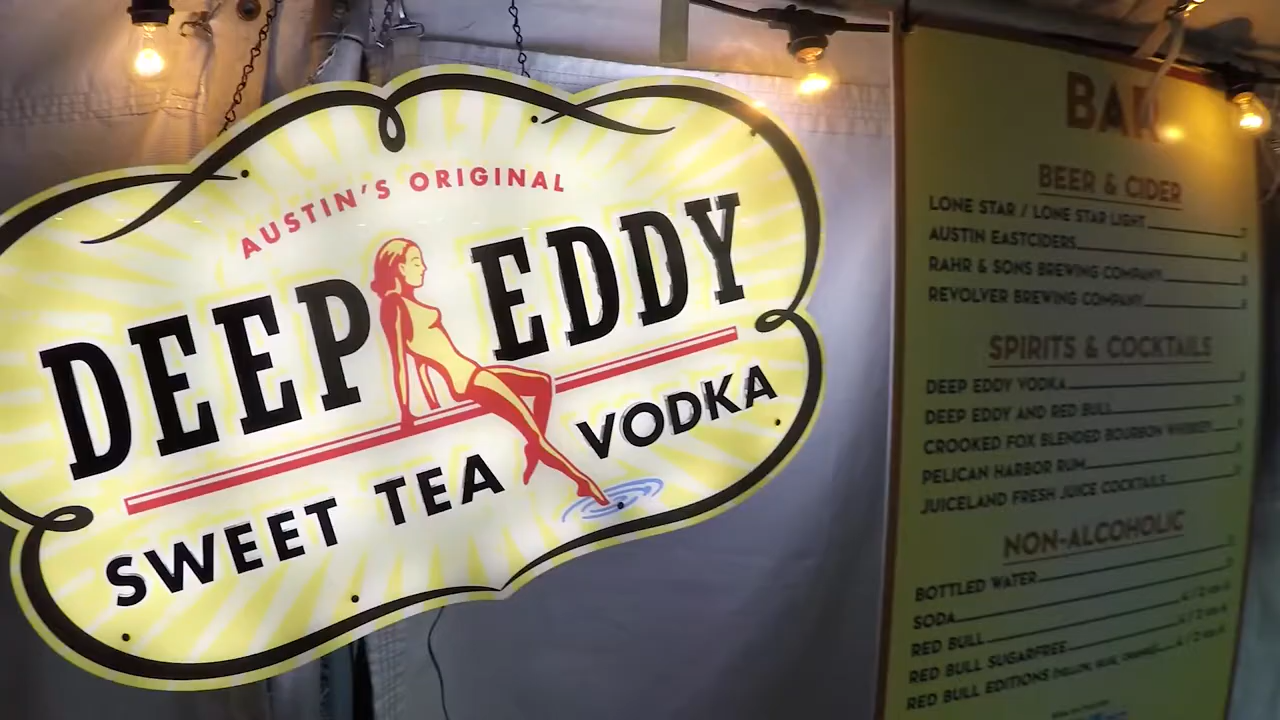 AUSTIN'S ORIGINAL
DEEP EDDY
SWEET TEA VODKA
BAR
BEER & CIDER
LONE STAR / LONE STAR LIGHT
AUSTIN EASTCIDERS
RAHR & SONS BREWING COMPANY
REVOLVER BREWING COMPANY
SPIRITS & COCKTAILS
DEEP EDDY VODKA
DEEP EDDY AND RED BULL
CROOKED FOX BLENDED BOURBON WHISKEY
PELICAN HARBOR RUM
JUICELAND FRESH JUICE COCKTAILS
NON-ALCOHOLIC
BOTTLED WATER
SODA
RED BULL
RED BULL SUGARFREE
RED BULL EDITIONS